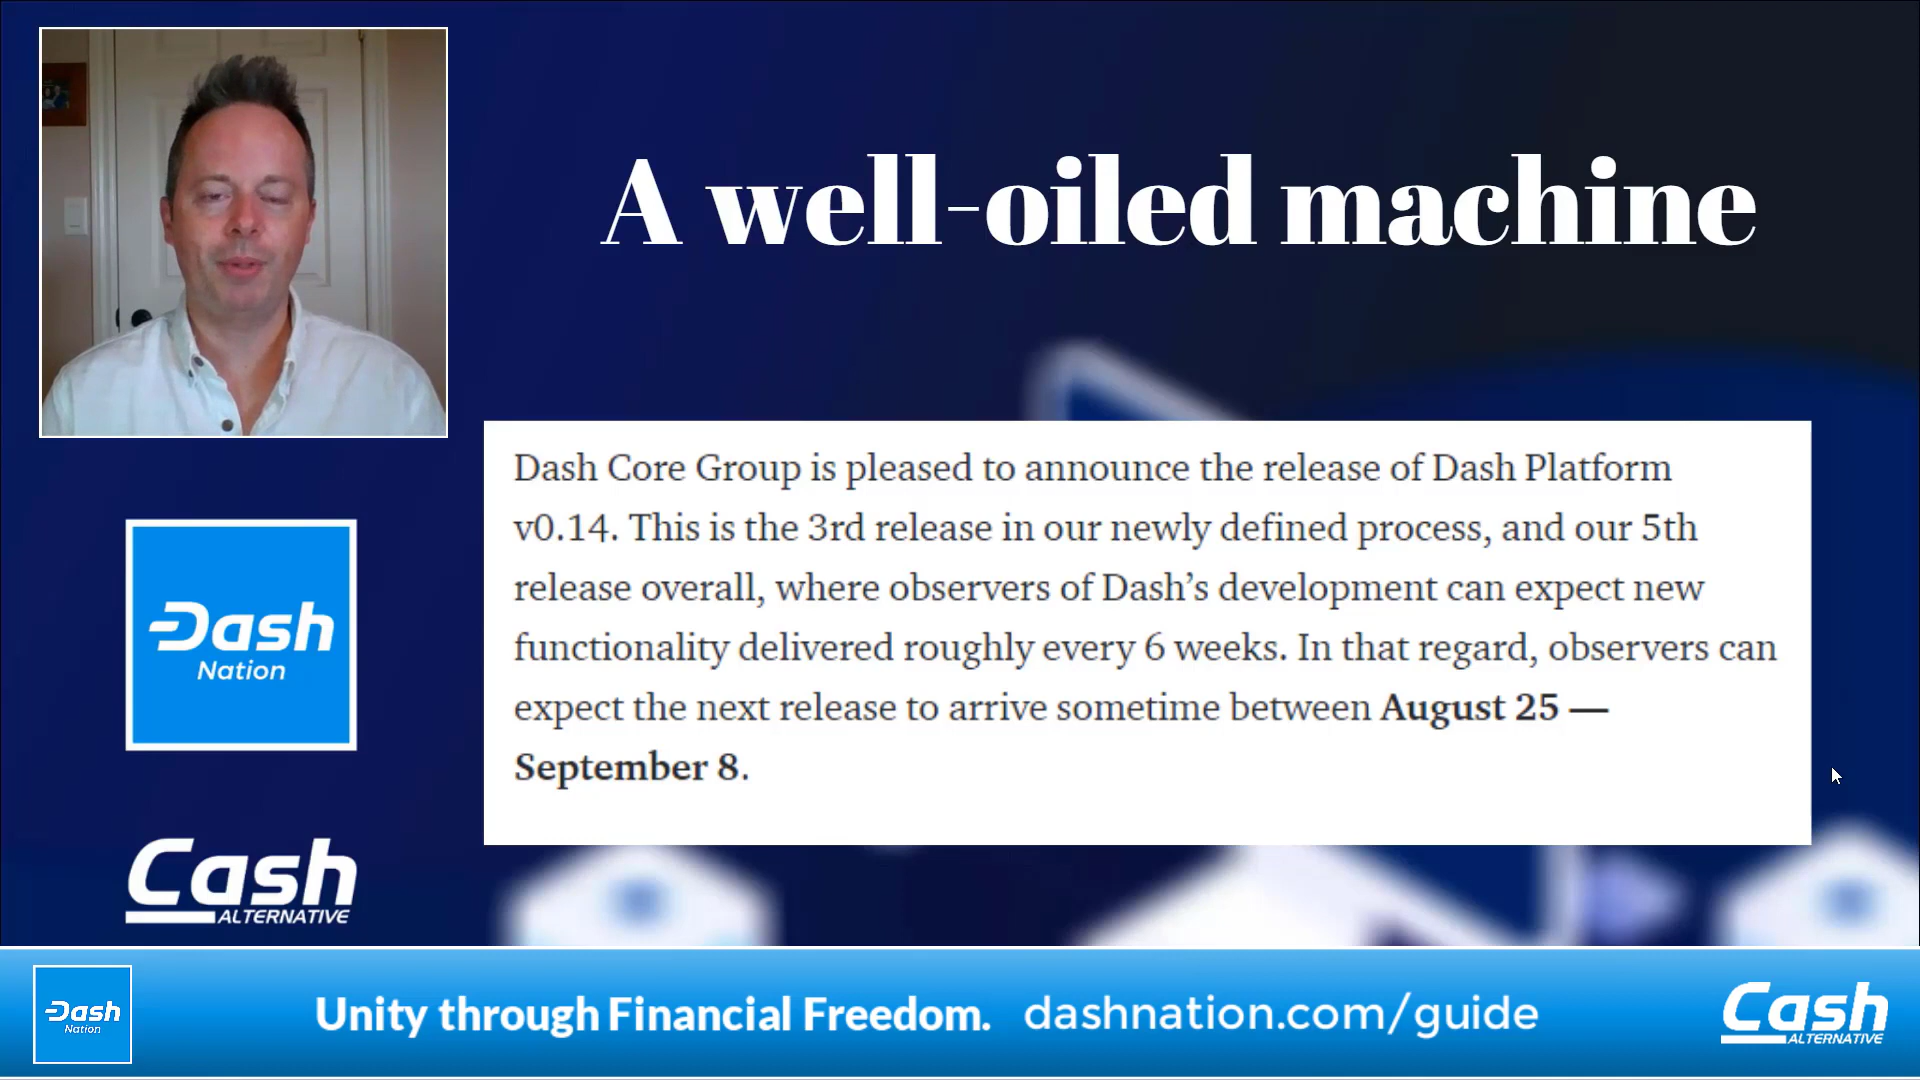 A well-oiled machine
Dash Core Group is pleased to announce the release of Dash Platform
v0.14. This is the 3rd release in our newly defined process, and our 5th
release overall, where observers of Dash’s development can expect new
functionality delivered roughly every 6 weeks. In that regard, observers can
expect the next release to arrive sometime between August 25 —
September 8.
Dash
Nation
Cash
ALTERNATIVE
Dash
Nation
Unity through Financial Freedom. dashnation.com/guide
Cash
ALTERNATIVE